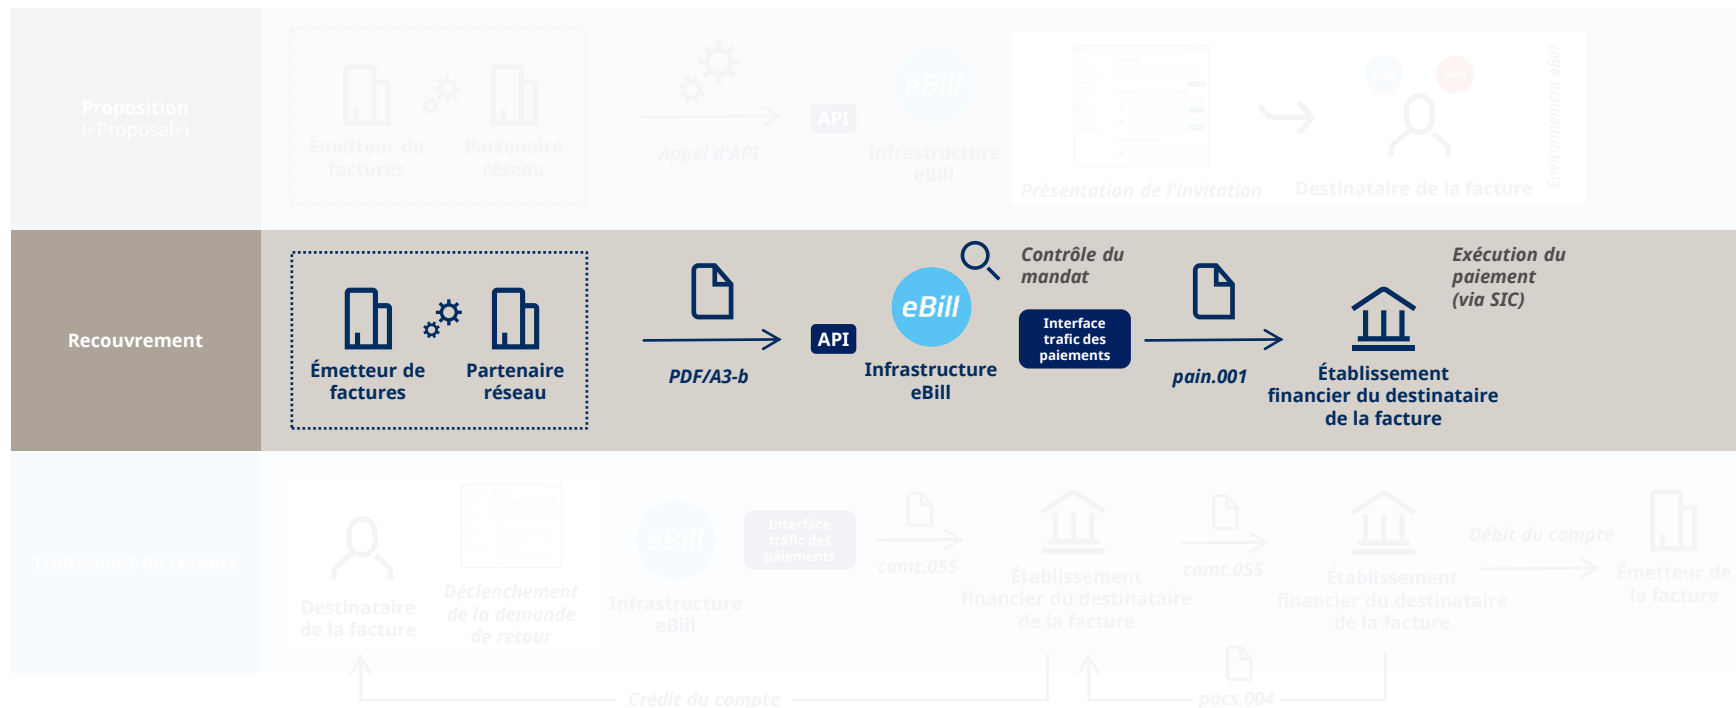 Proposition
(«Proposal»)
Émetteur de
factures
Partenaire
réseau
Appel d'API
API
eBill
Infrastructure
eBill
Présentation de l'invitation
Oui
Non
Destinataire de la facture
Environnement eBill
Recouvrement
Émetteur de
factures
Partenaire
réseau
PDF/A3-b
API
eBill
Infrastructure
eBill
Contrôle du
mandat
Interface
trafic des
paiements
pain.001
Établissement
financier du destinataire
de la facture
Exécution du
paiement
(via SIC)
Traitement de retours
Destinataire
de la facture
Déclenchement
de la demande
de retour
eBill
Infrastructure
eBill
Interface
trafic des
paiements
camt.055
Établissement
financier du destinataire
de la facture
camt.055
Établissement
financier du destinataire
de la facture
Débit du compte
Émetteur de
la facture
Crédit du compte
pacs.004